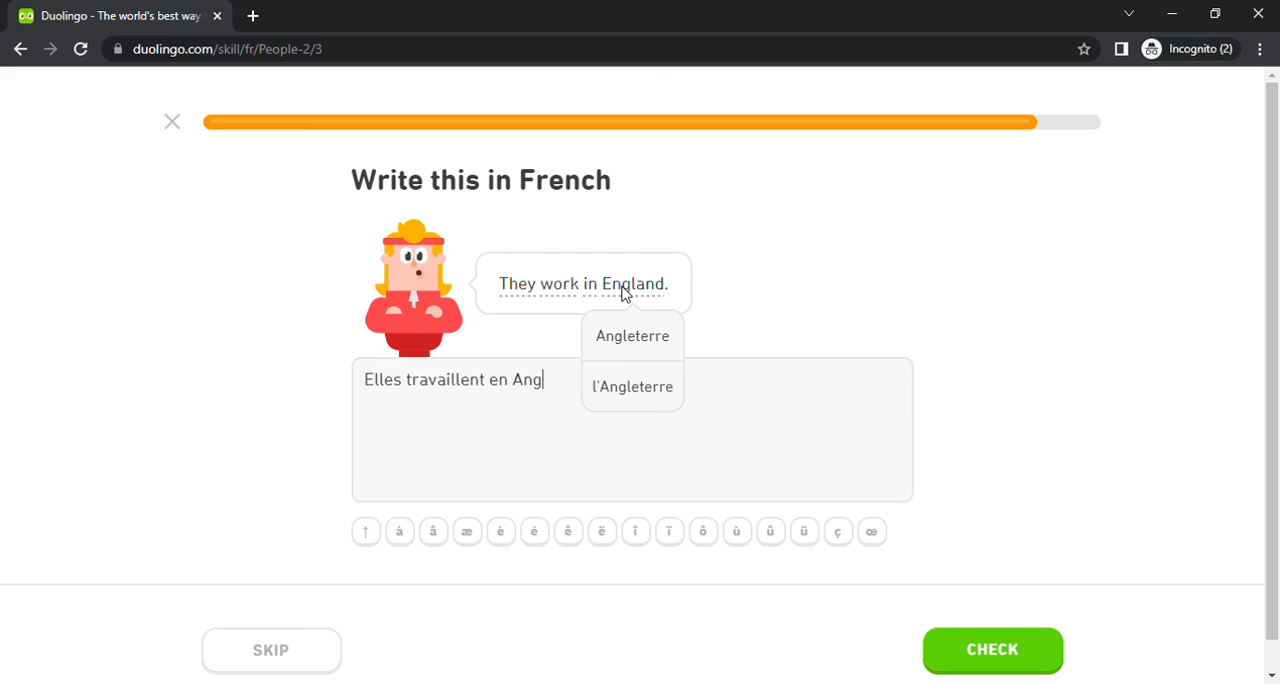 Duolingo - The world's best way
duolingo.com/skill/fr/People-2/3
Incognito (2)
Write this in French
They work in England.
Angleterre
Elles travaillent en Ang
l'Angleterre
↑ à â æ è é ê ë î ï ô ù û ü ç œ
SKIP
CHECK